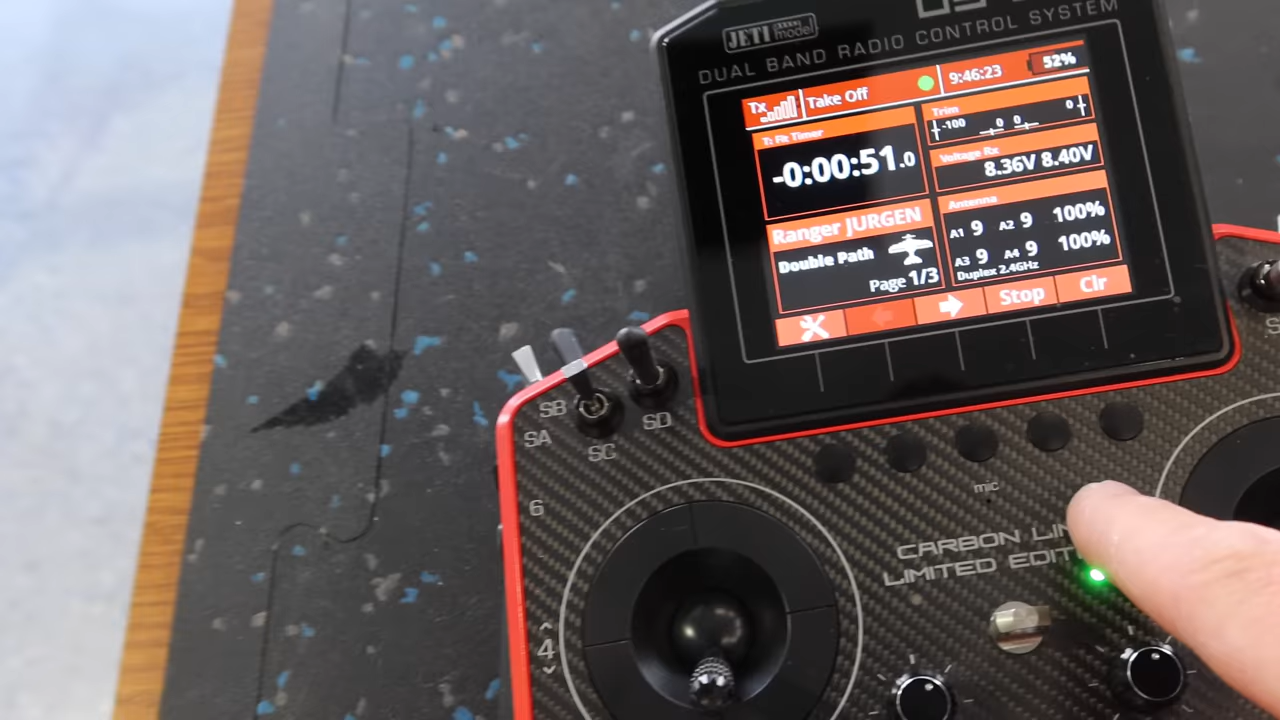 JETI model
DUAL BAND RADIO CONTROL SYSTEM
Tx Take Off 9:46:23 52%
T: Flt Timer
-0:00:51.0
Trim
-100 0 0 0
Voltage Rx
8.36V 8.40V
Ranger JURGEN
Double Path
Page 1/3
Antenna
A1 9 A2 9 100%
A3 9 A4 9 100%
Duplex 2.4GHz
Stop Clr
SB
SA
SD
SC
6
mic
CARBON LIN
LIMITED EDIT
4